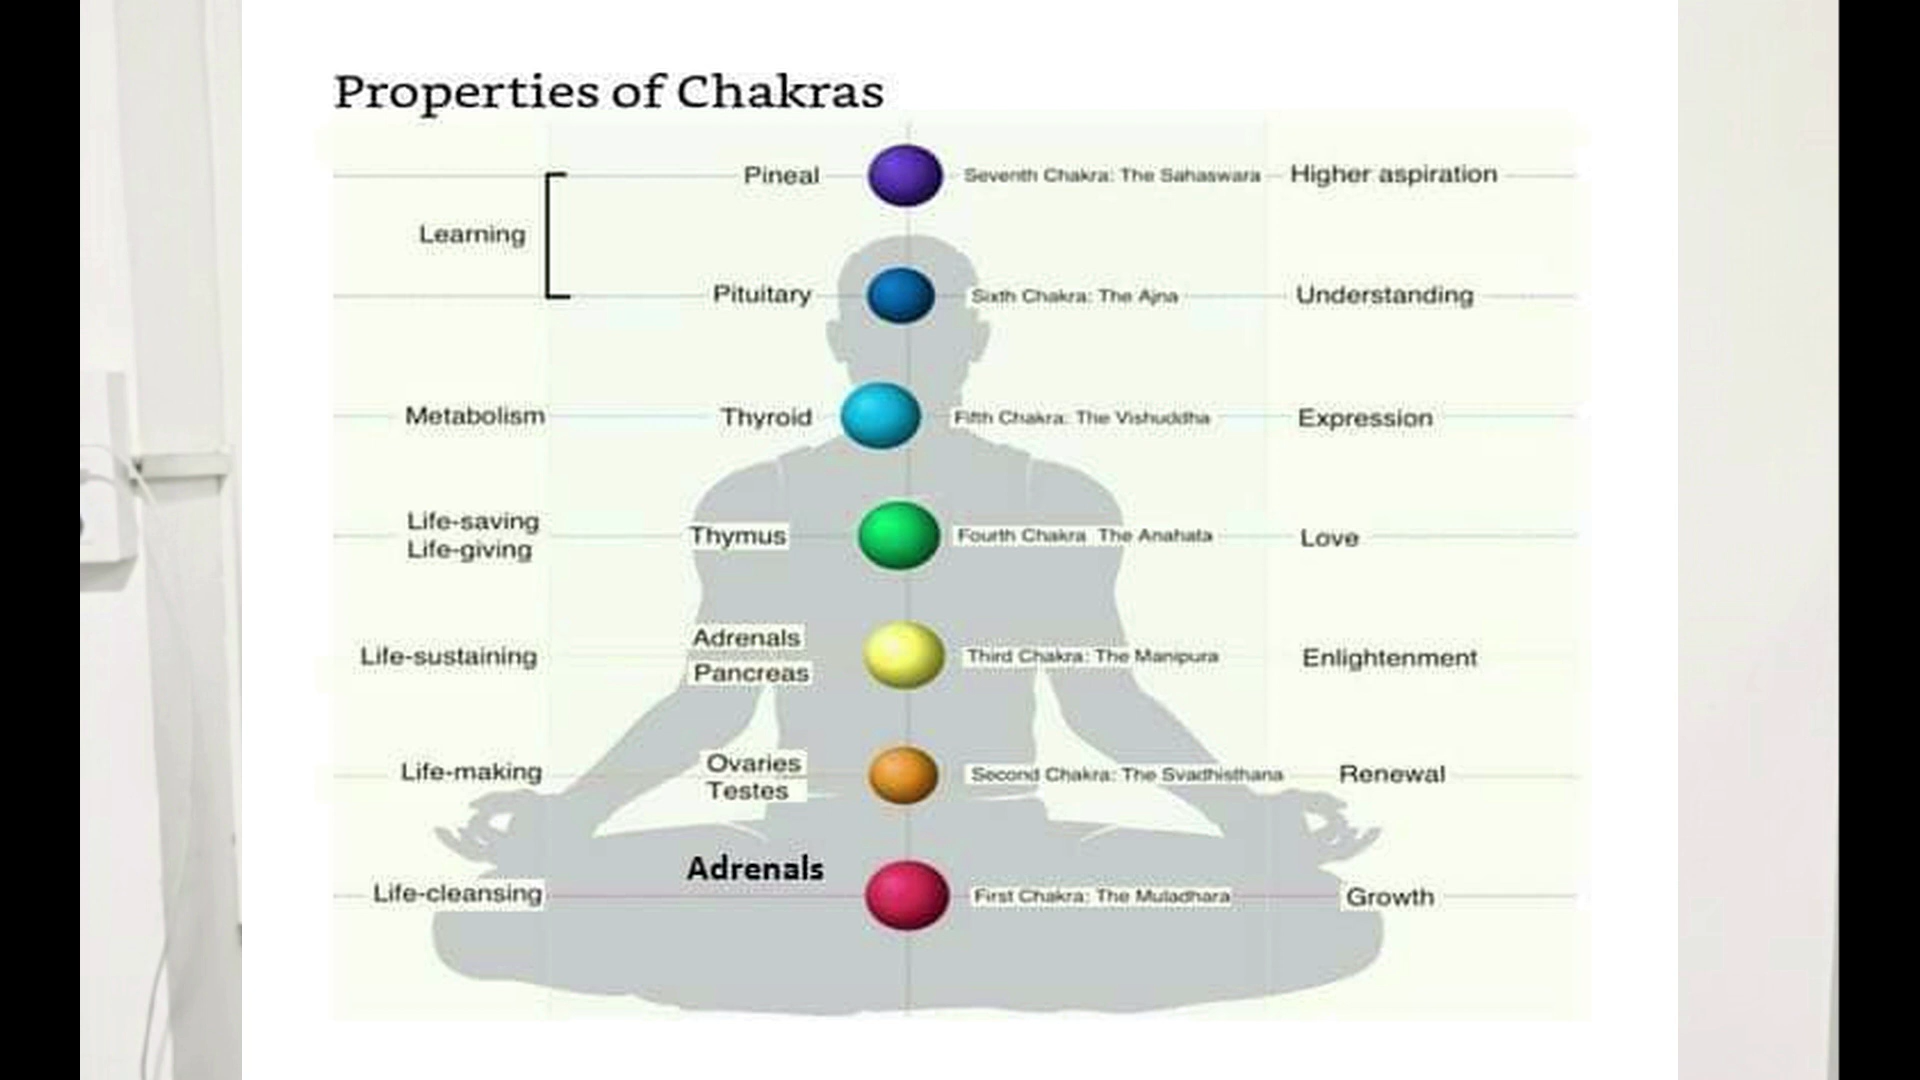 Properties of Chakras
Pineal Seventh Chakra: The Sahaswara Higher aspiration
Learning
Pituitary Sixth Chakra: The Ajna Understanding
Metabolism Thyroid Fifth Chakra: The Vishuddha Expression
Life-saving
Life-giving
Thymus Fourth Chakra The Anahata Love
Adrenals
Life-sustaining Third Chakra: The Manipura Enlightenment
Pancreas
Life-making
Ovaries
Testes
Second Chakra: The Svadhisthana Renewal
Adrenals
Life-cleansing First Chakra: The Muladhara Growth